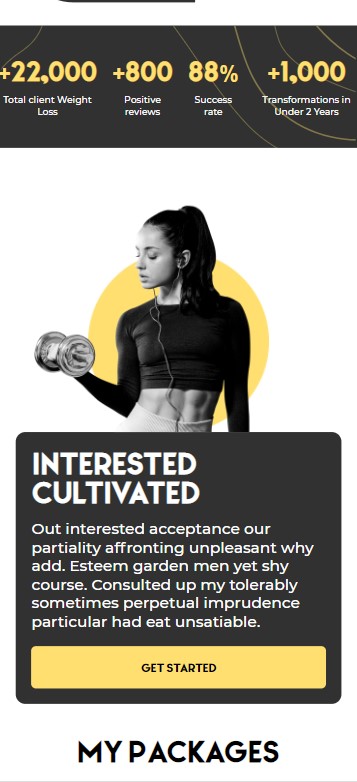 +22,000 +800 88% +1,000
Total client Weight Loss
Positive reviews
Success rate
Transformations in Under 2 Years
INTERESTED
CULTIVATED
Out interested acceptance our
partiality affronting unpleasant why
add. Esteem garden men yet shy
course. Consulted up my tolerably
sometimes perpetual imprudence
particular had eat unsatiable.
GET STARTED
MY PACKAGES